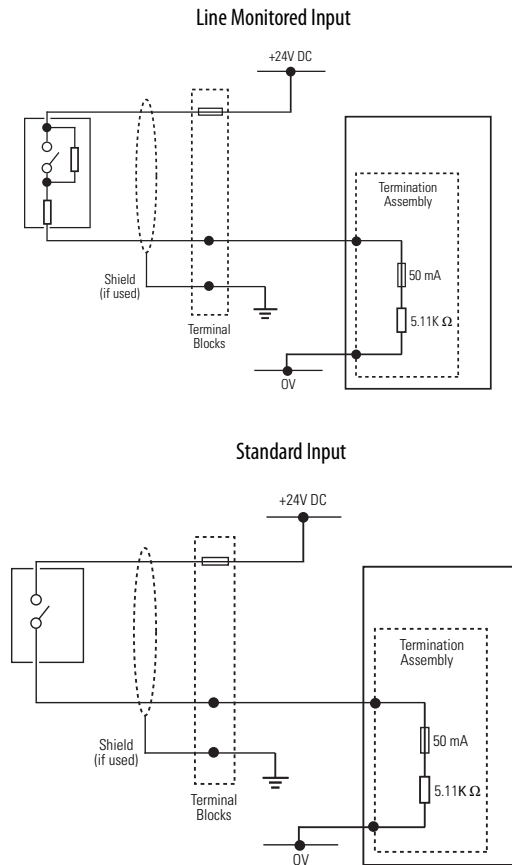 Line Monitored Input
+24V DC
Termination
Assembly
50 mA
5.11K Ω
Shield
(if used)
Terminal
Blocks
0V
Standard Input
+24V DC
Termination
Assembly
50 mA
5.11K Ω
Shield
(if used)
Terminal
Blocks
0V